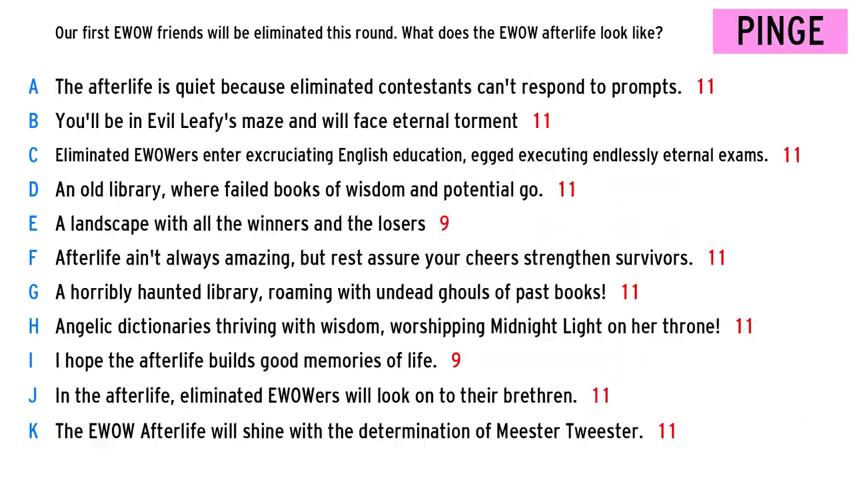 Our first EWOW friends will be eliminated this round. What does the EWOW afterlife look like?
PINGE
A The afterlife is quiet because eliminated contestants can't respond to prompts. 11
B You'll be in Evil Leafy's maze and will face eternal torment 11
C Eliminated EWOWers enter excruciating English education, egged executing endlessly eternal exams. 11
D An old library, where failed books of wisdom and potential go. 11
E A landscape with all the winners and the losers 9
F Afterlife ain't always amazing, but rest assure your cheers strengthen survivors. 11
G A horribly haunted library, roaming with undead ghouls of past books! 11
H Angelic dictionaries thriving with wisdom, worshipping Midnight Light on her throne! 11
I I hope the afterlife builds good memories of life. 9
J In the afterlife, eliminated EWOWers will look on to their brethren. 11
K The EWOW Afterlife will shine with the determination of Meester Tweester. 11